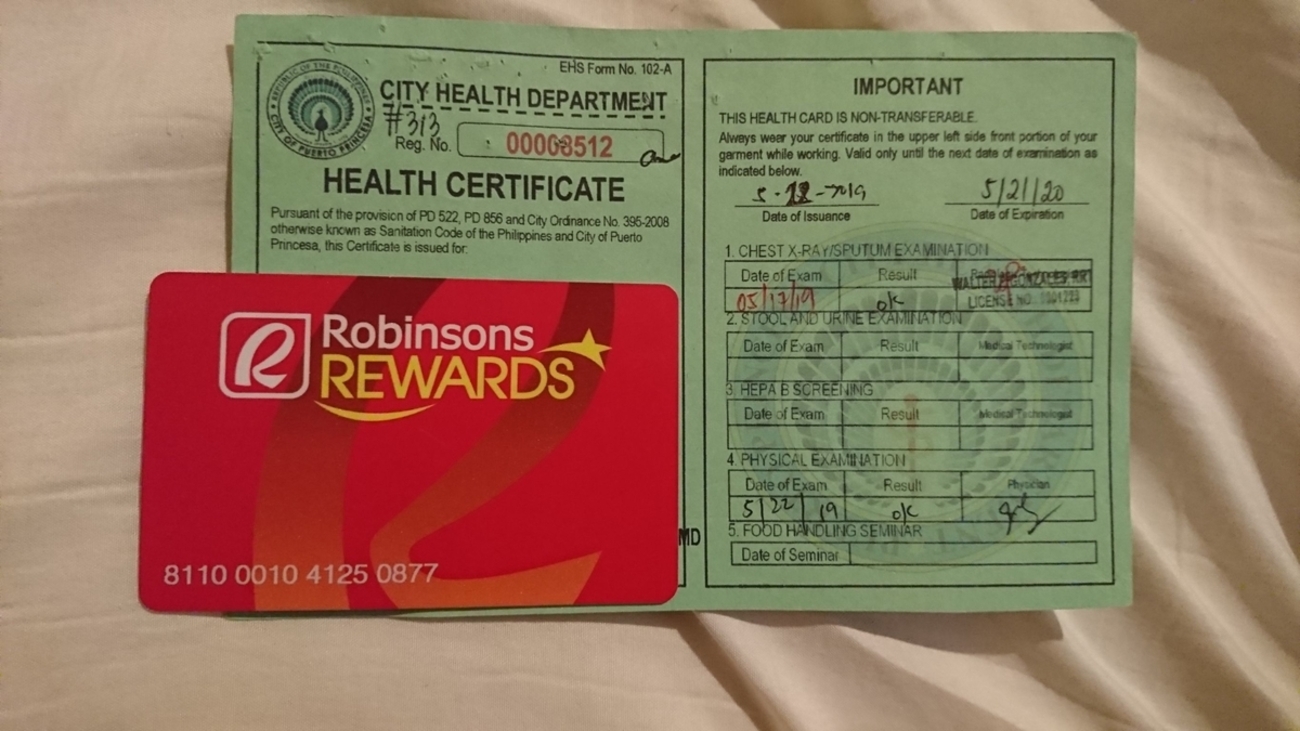 EHS Form No. 102-A
REPUBLIC OF THE PHILIPPINES
CITY OF PUERTO PRINCESA
CITY HEALTH DEPARTMENT
#313
Reg. No. 00003512
HEALTH CERTIFICATE
Pursuant of the provision of PD 522, PD 856 and City Ordinance No. 395-2008
otherwise known as Sanitation Code of the Philippines and City of Puerto
Princesa, this Certificate is issued for:
Robinsons
REWARDS
8110 0010 4125 0877
MD
IMPORTANT
THIS HEALTH CARD IS NON-TRANSFERABLE.
Always wear your certificate in the upper left side front portion of your
garment while working. Valid only until the next date of examination as
indicated below.
5/21/20
Date of Issuance Date of Expiration
1. CHEST X-RAY/SPUTUM EXAMINATION
Date of Exam Result
WALTER GONZALES, RRT
05/17/19 ok LICENSE NO.
2. STOOL AND URINE EXAMINATION
Date of Exam Result Medical Technologist
3. HEPA B SCREENING
Date of Exam Result Medical Technologist
4. PHYSICAL EXAMINATION
Date of Exam Result Physician
5/22/19 ok
5. FOOD HANDLING SEMINAR
Date of Seminar